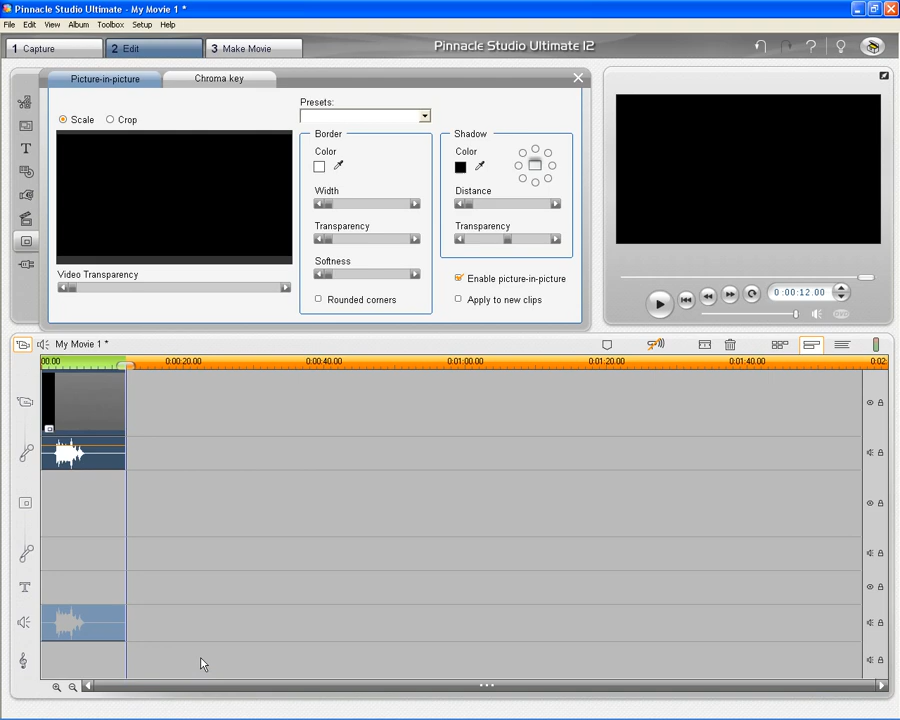 Pinnacle Studio Ultimate - My Movie 1 *
File Edit View Album Toolbox Setup Help
1 Capture 2 Edit 3 Make Movie Pinnacle Studio Ultimate 12
Picture-in-picture Chroma key
Presets:
Scale Crop
Border Shadow
Color Color
Width Distance
Transparency Transparency
Softness
Video Transparency
Enable picture-in-picture
Rounded corners Apply to new clips
0:00:12.00
My Movie 1 *
00.00 0:00:20.00 0:00:40.00 0:01:00.00 0:01:20.00 0:01:40.00 0:02:
T